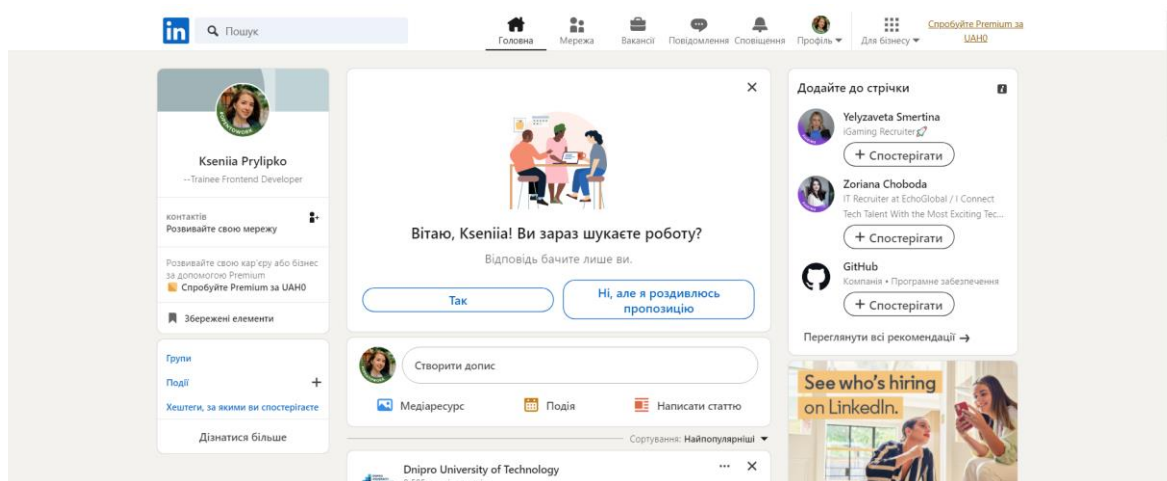 in
Пошук
Головна
Мережа
Вакансії
Повідомлення
Сповіщення
Профіль
Для бізнесу
Спробуйте Premium за
UAH0
Kseniia Prylipko
--Trainee Frontend Developer
контактів
Розвивайте свою мережу
Розвивайте свою кар'єру або бізнес
за допомогою Premium
Спробуйте Premium за UAH0
Збережені елементи
Групи
Події
Хештеги, за якими ви спостерігаєте
Дізнатися більше
Вітаю, Kseniia! Ви зараз шукаєте роботу?
Відповідь бачите лише ви.
Так
Ні, але я роздивлюсь
пропозицію
Створити допис
Медіаресурс
Подія
Написати статтю
Сортування: Найпопулярніші
Dnipro University of Technology
Додайте до стрічки
Yelyzaveta Smertina
iGaming Recruiter
+ Спостерігати
Zoriana Choboda
IT Recruiter at EchoGlobal / I Connect
Tech Talent With the Most Exciting Tec...
+ Спостерігати
GitHub
Компанія • Програмне забезпечення
+ Спостерігати
Переглянути всі рекомендації →
See who's hiring
on LinkedIn.